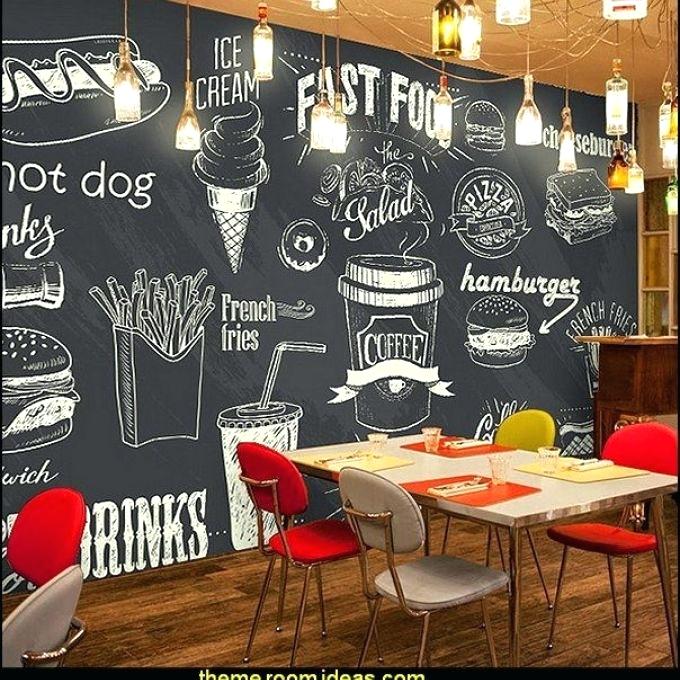 ICE
CREAM
FAST FOO
cheeseburger
hot dog
the
Salad
PIZZA
nks
hamburger
French
fries
FRENCH FRIES
COFFEE
wich
DRINKS
themeroomideas.com